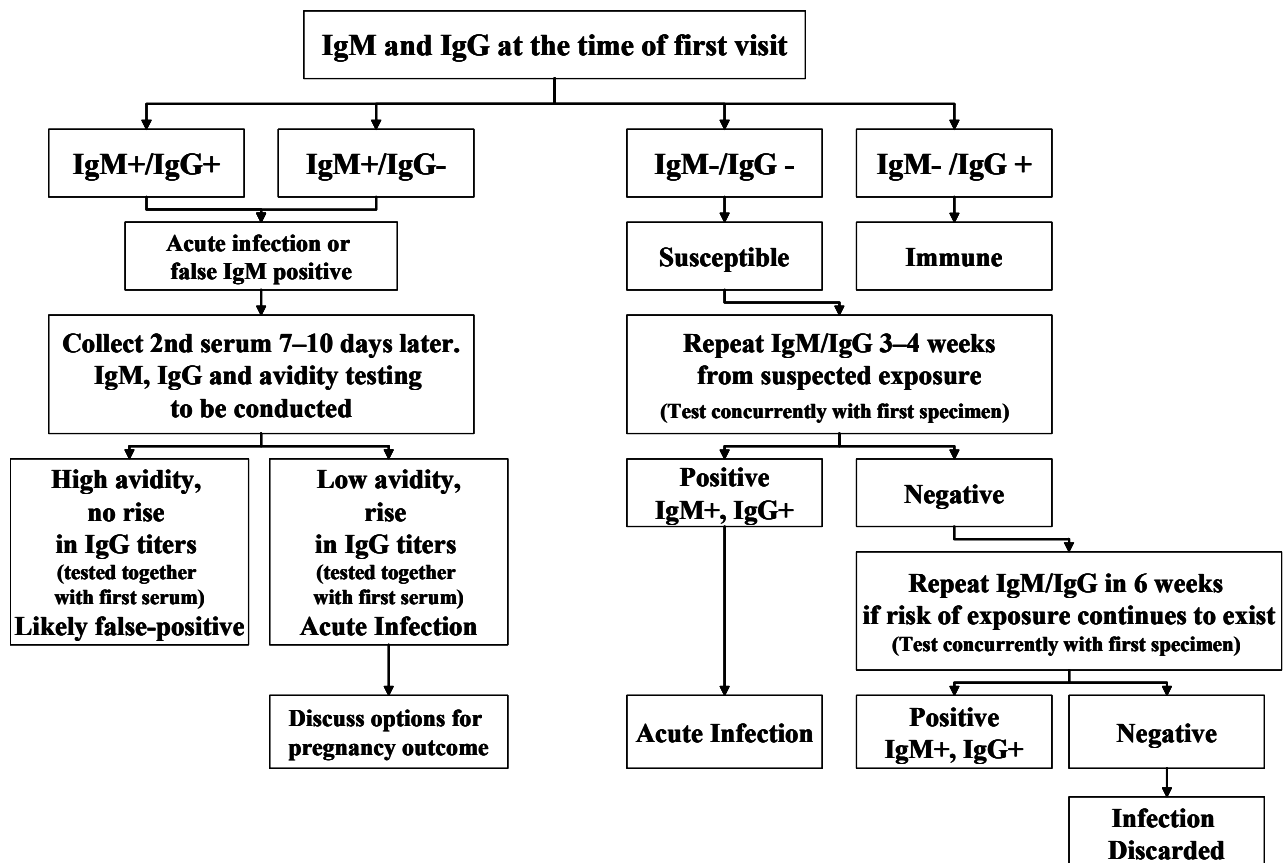 IgM and IgG at the time of first visit
IgM+/IgG+
IgM+/IgG-
IgM-/IgG -
IgM- /IgG +
Acute infection or
false IgM positive
Susceptible
Immune
Collect 2nd serum 7–10 days later.
IgM, IgG and avidity testing
to be conducted
Repeat IgM/IgG 3–4 weeks
from suspected exposure
(Test concurrently with first specimen)
High avidity,
no rise
in IgG titers
(tested together
with first serum)
Likely false-positive
Low avidity,
rise
in IgG titers
(tested together
with first serum)
Acute Infection
Positive
IgM+, IgG+
Negative
Repeat IgM/IgG in 6 weeks
if risk of exposure continues to exist
(Test concurrently with first specimen)
Discuss options for
pregnancy outcome
Acute Infection
Positive
IgM+, IgG+
Negative
Infection
Discarded